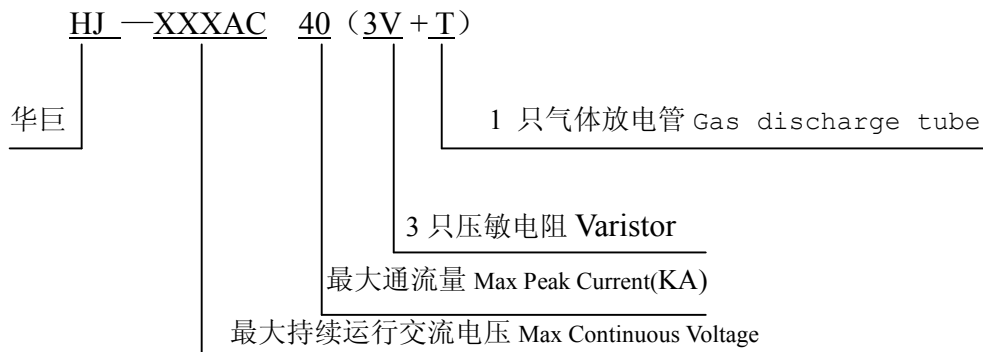 HJ —XXXAC 40（3V + T）
华巨
1 只气体放电管 Gas discharge tube
3 只压敏电阻 Varistor
最大通流量 Max Peak Current(KA)
最大持续运行交流电压 Max Continuous Voltage